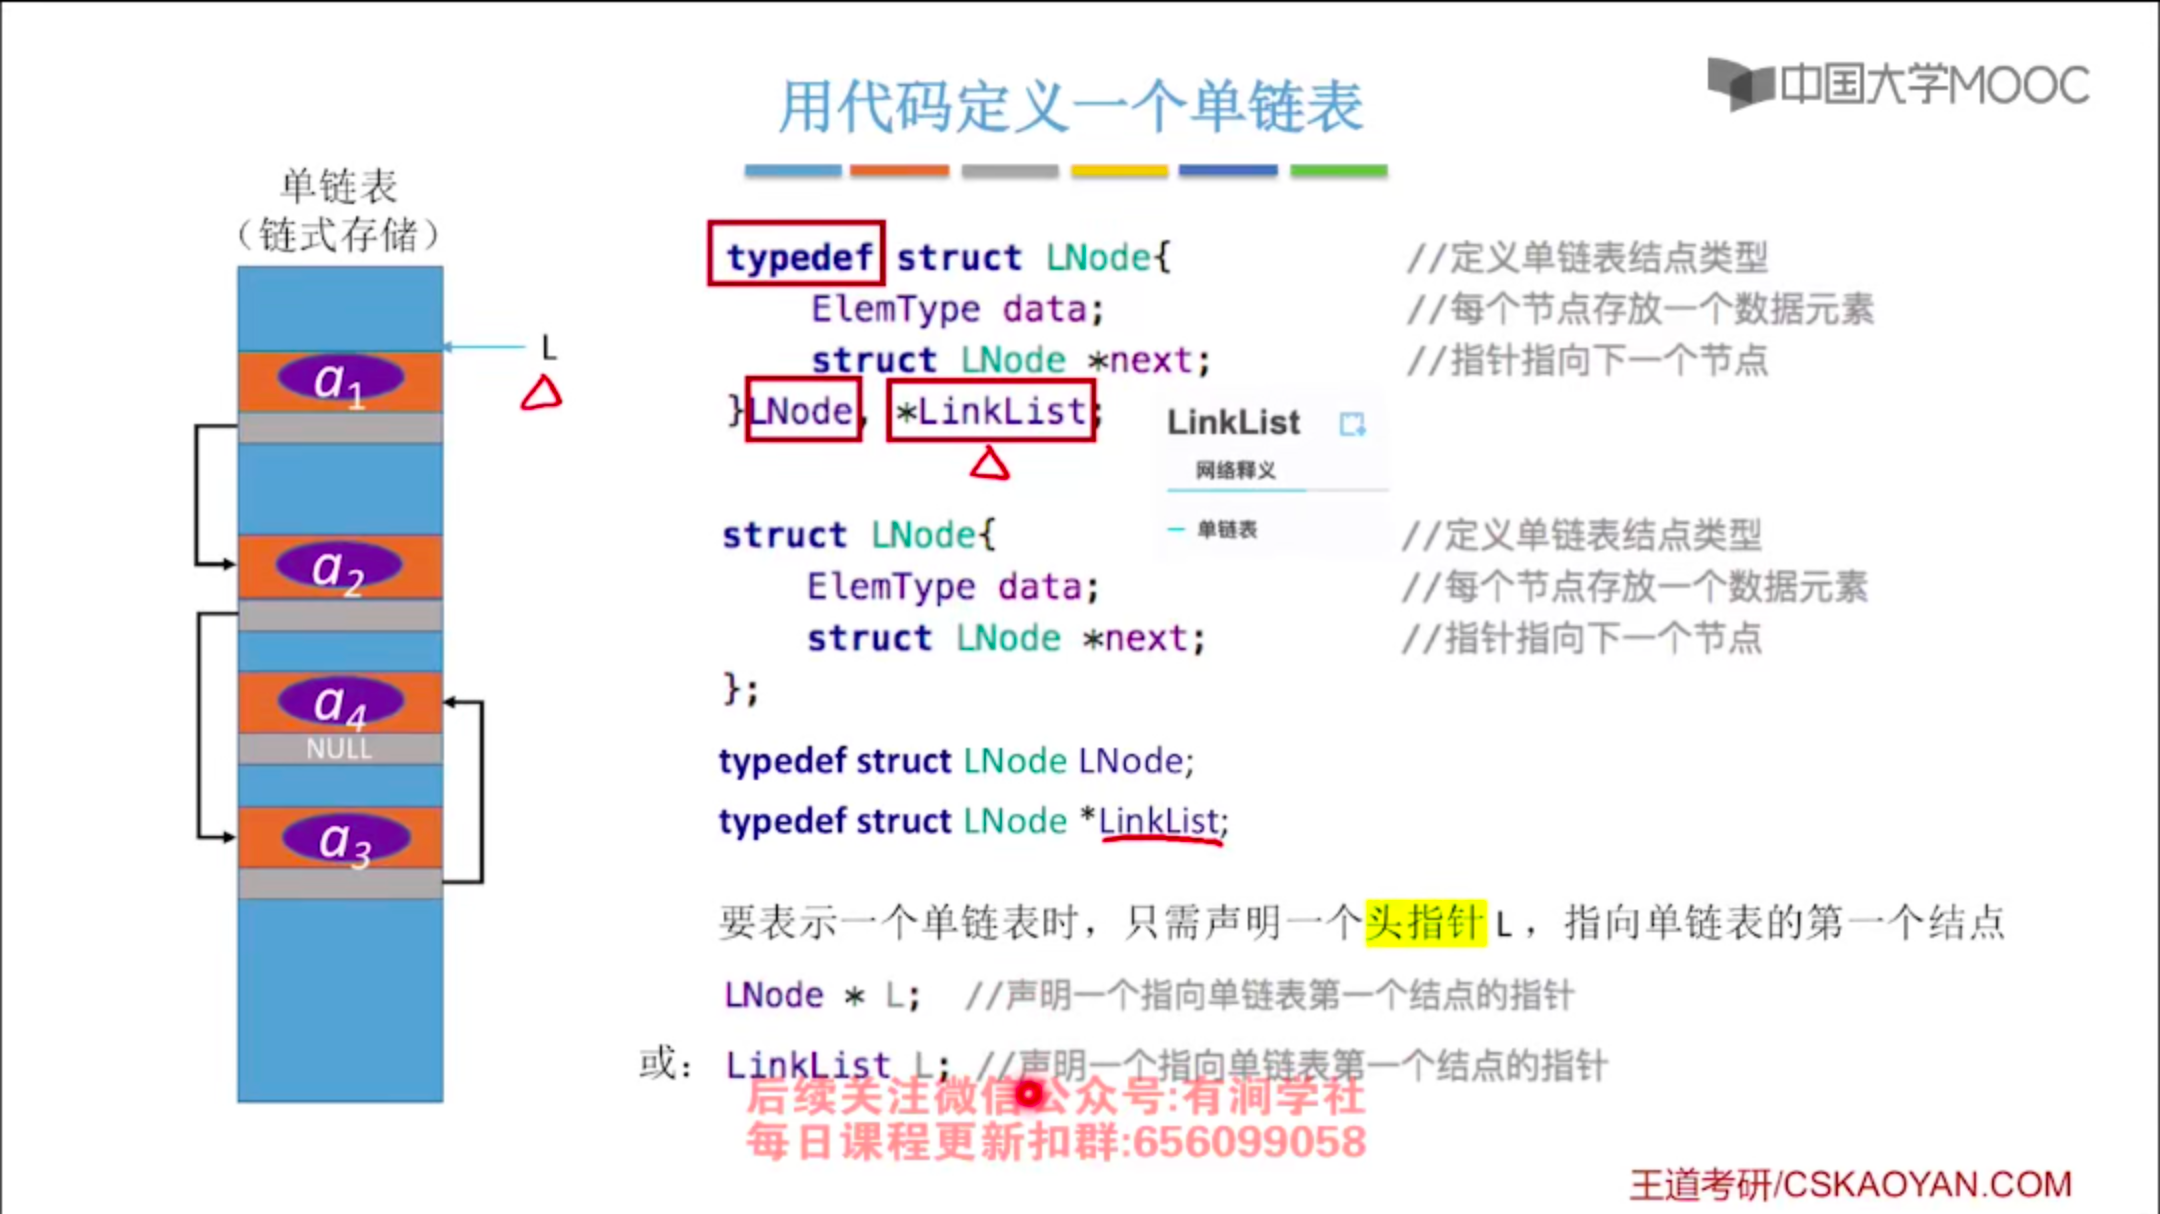 用代码定义一个单链表
中国大学MOOC
单链表
（链式存储）
L
a1
a2
a4
NULL
a3
typedef struct LNode{ //定义单链表结点类型
ElemType data; //每个节点存放一个数据元素
struct LNode *next; //指针指向下一个节点
}LNode, *LinkList;
LinkList
网络释义
单链表
struct LNode{ //定义单链表结点类型
ElemType data; //每个节点存放一个数据元素
struct LNode *next; //指针指向下一个节点
};
typedef struct LNode LNode;
typedef struct LNode *LinkList;
要表示一个单链表时，只需声明一个头指针 L，指向单链表的第一个结点
LNode * L; //声明一个指向单链表第一个结点的指针
或： LinkList L; //声明一个指向单链表第一个结点的指针
后续关注微信公众号:有涧学社
每日课程更新扣群:656099058
王道考研/CSKAOYAN.COM